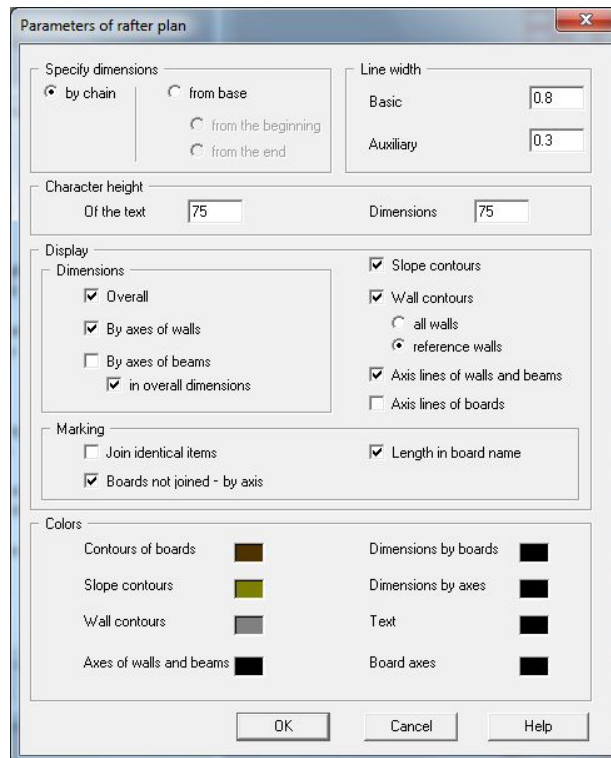 Parameters of rafter plan
Specify dimensions
by chain
from base
from the beginning
from the end
Line width
Basic 0.8
Auxiliary 0.3
Character height
Of the text 75
Dimensions 75
Display
Dimensions
Overall
By axes of walls
By axes of beams
in overall dimensions
Slope contours
Wall contours
all walls
reference walls
Axis lines of walls and beams
Axis lines of boards
Marking
Join identical items
Boards not joined - by axis
Length in board name
Colors
Contours of boards
Slope contours
Wall contours
Axes of walls and beams
Dimensions by boards
Dimensions by axes
Text
Board axes
OK
Cancel
Help